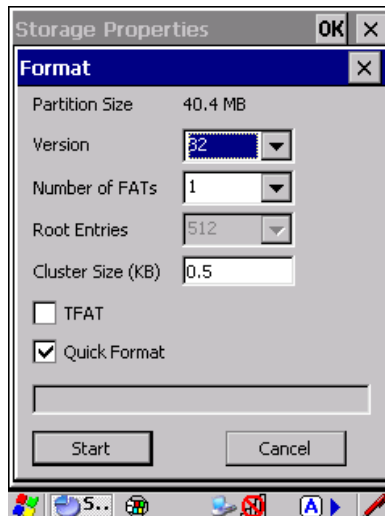 Storage Properties OK ×
Format ×
Partition Size 40.4 MB
Version 32
Number of FATs 1
Root Entries 512
Cluster Size (KB) 0.5
TFAT
Quick Format
Start Cancel
S.. A